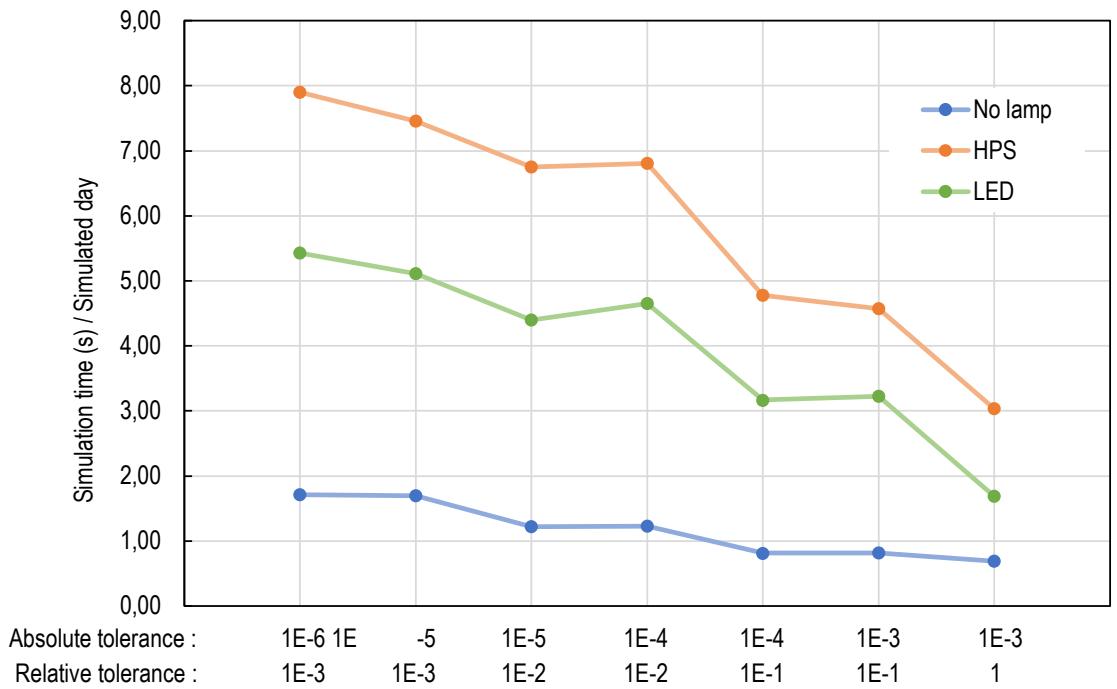 9,00
8,00
7,00
6,00
5,00
4,00
3,00
2,00
1,00
0,00
Simulation time (s) / Simulated day
No lamp
HPS
LED
Absolute tolerance : 1E-6 1E -5 1E-5 1E-4 1E-4 1E-3 1E-3
Relative tolerance : 1E-3 1E-3 1E-2 1E-2 1E-1 1E-1 1